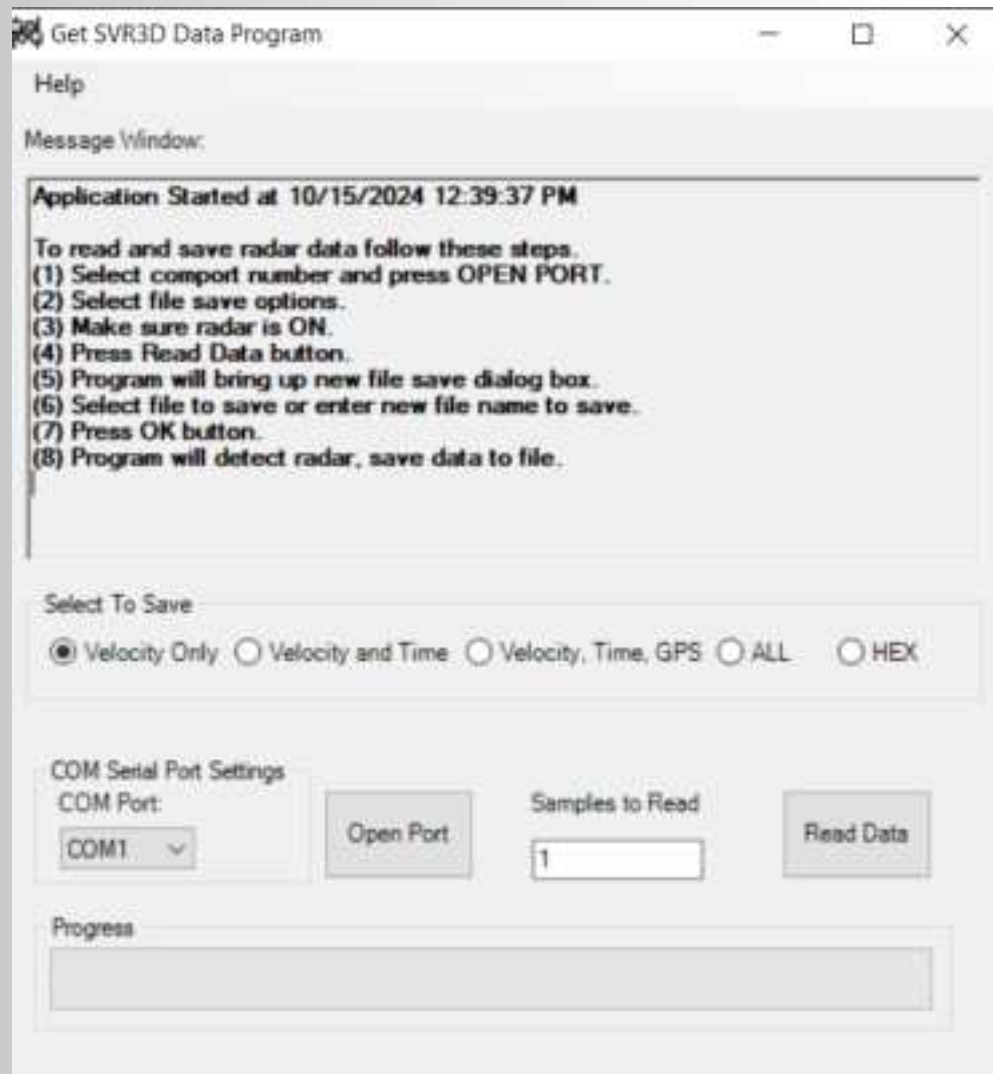 Get SVR3D Data Program
Help
Message Window:
Application Started at 10/15/2024 12:39:37 PM
To read and save radar data follow these steps.
(1) Select comport number and press OPEN PORT.
(2) Select file save options.
(3) Make sure radar is ON.
(4) Press Read Data button.
(5) Program will bring up new file save dialog box.
(6) Select file to save or enter new file name to save.
(7) Press OK button.
(8) Program will detect radar, save data to file.
Select To Save
Velocity Only Velocity and Time Velocity, Time, GPS ALL HEX
COM Serial Port Settings
COM Port:
COM1
Open Port
Samples to Read
1
Read Data
Progress